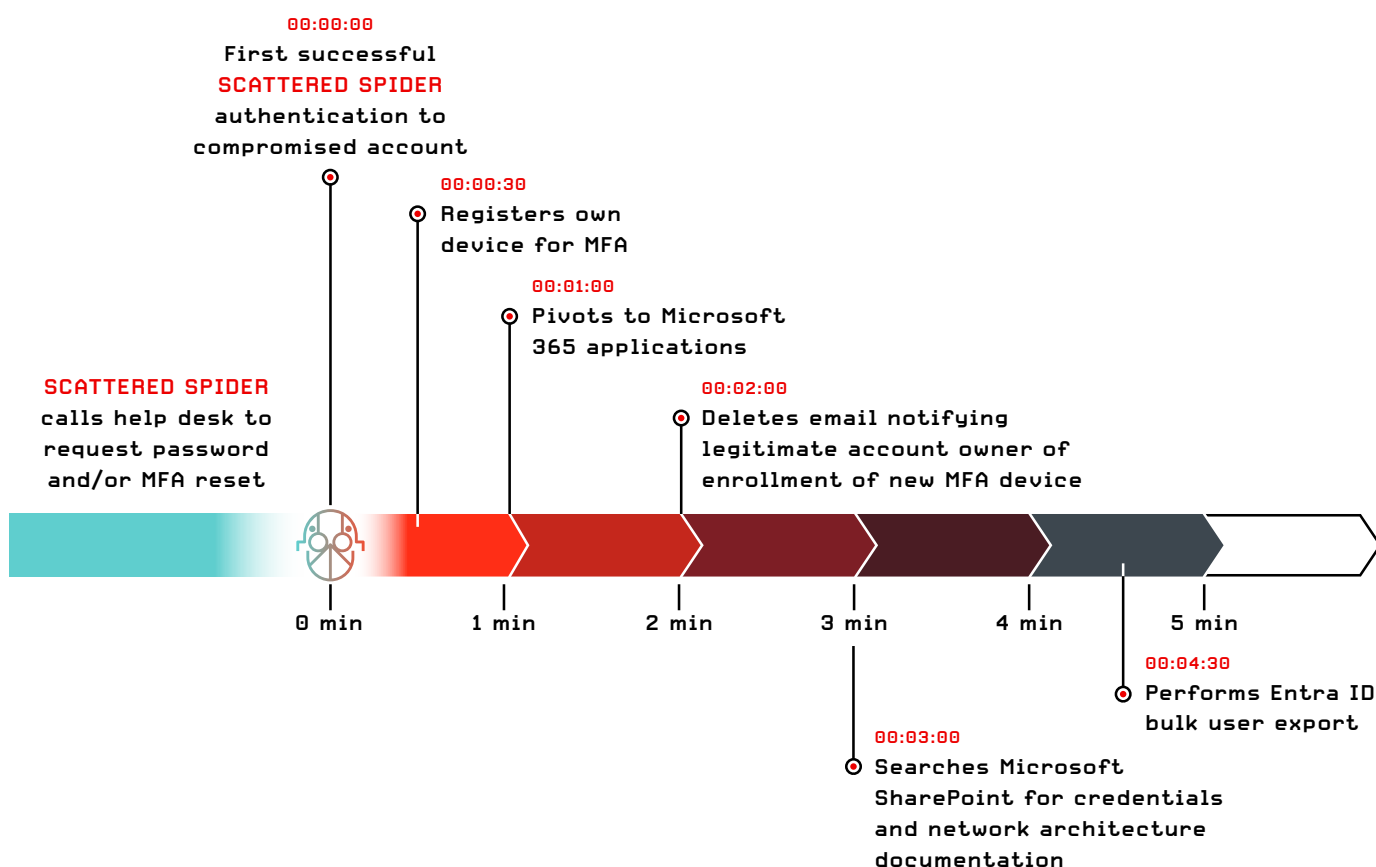 00:00:00
First successful
SCATTERED SPIDER
authentication to
compromised account
00:00:30
Registers own
device for MFA
00:01:00
Pivots to Microsoft
365 applications
SCATTERED SPIDER
calls help desk to
request password
and/or MFA reset
00:02:00
Deletes email notifying
legitimate account owner of
enrollment of new MFA device
0 min
1 min
2 min
3 min
4 min
5 min
00:04:30
Performs Entra ID
bulk user export
00:03:00
Searches Microsoft
SharePoint for credentials
and network architecture
documentation